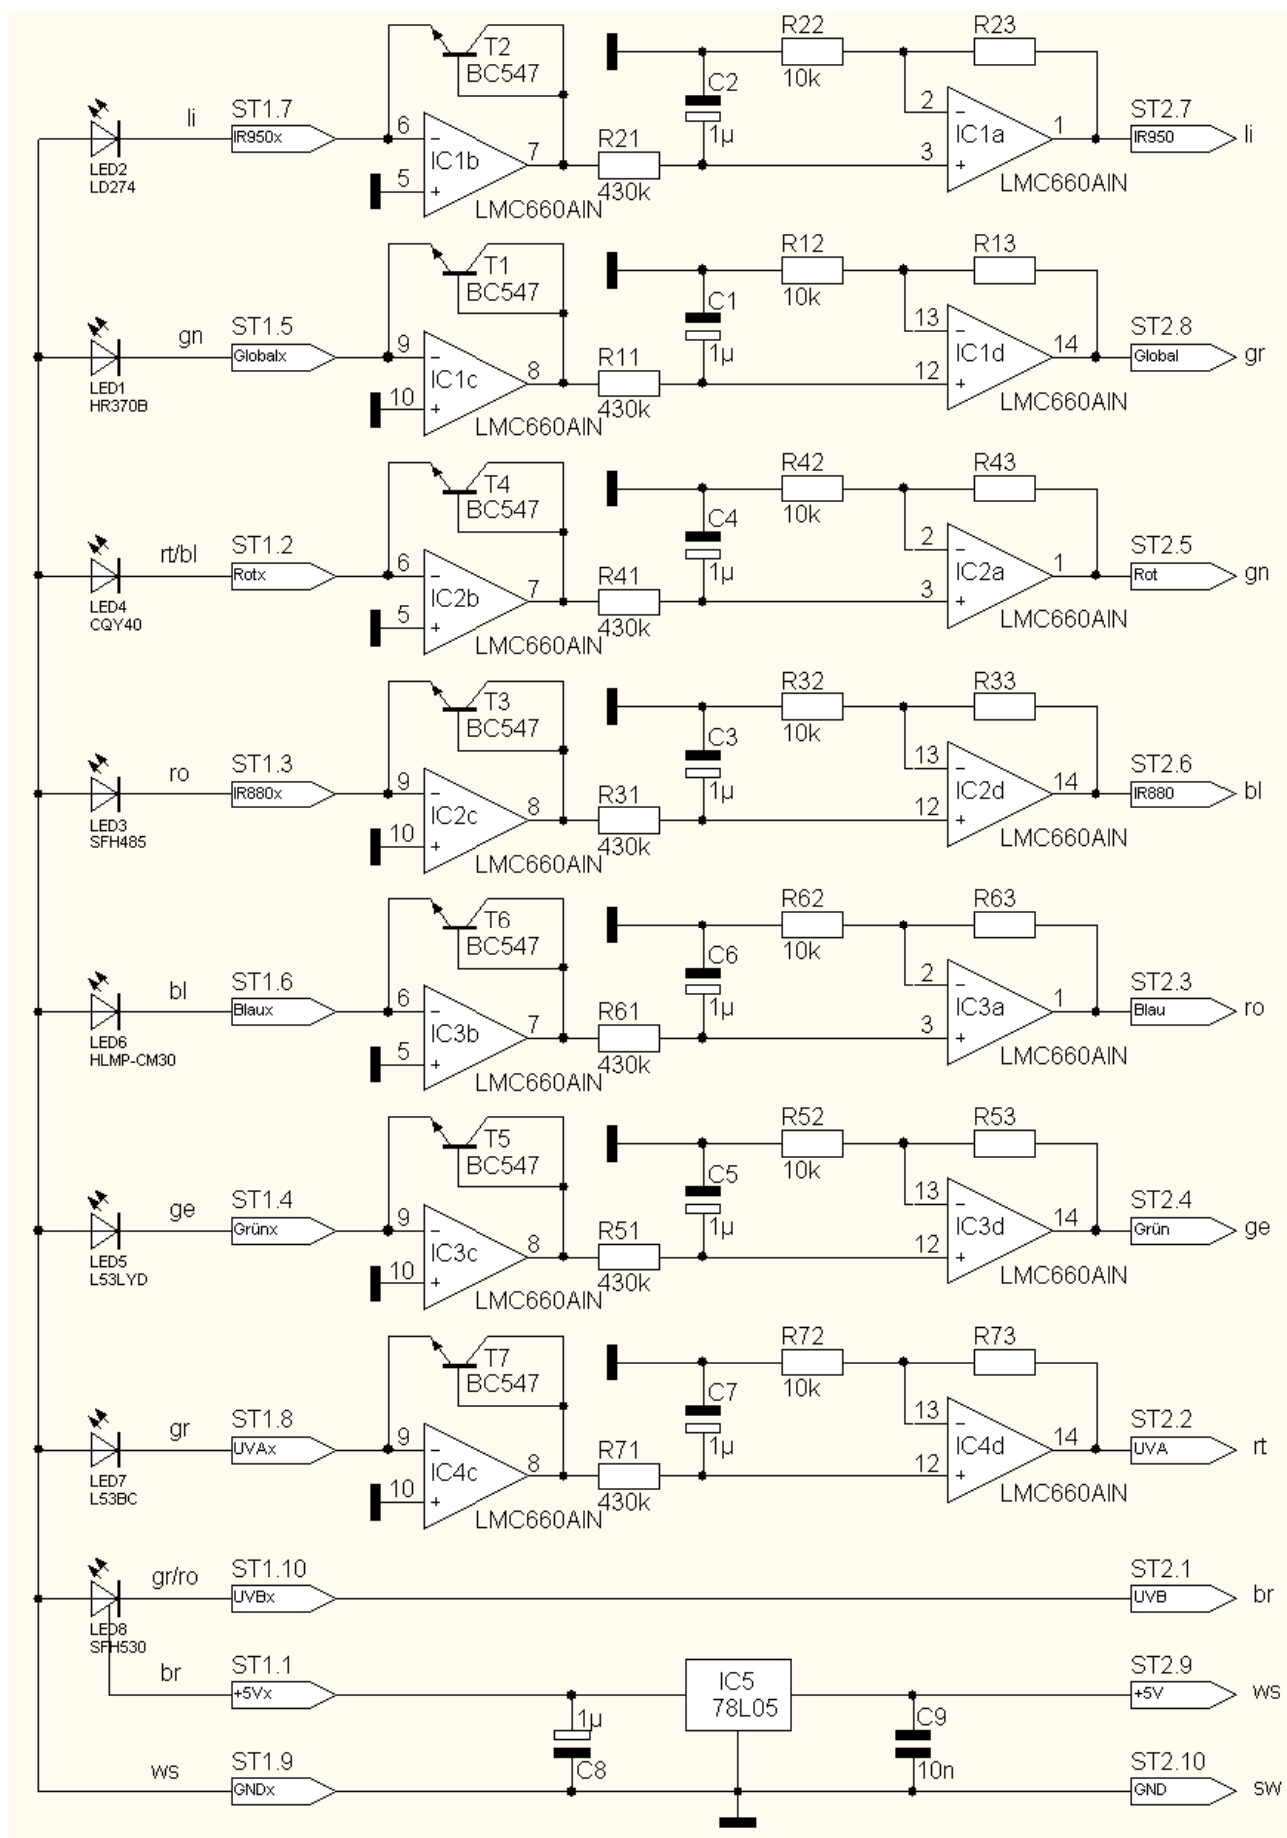 li
ST1.7
IR950x
LED2
LD274
T2
BC547
6
5
IC1b
7
LMC660AIN
R21
430k
C2
1µ
R22
10k
R23
2
3
IC1a
1
LMC660AIN
ST2.7
IR950
li
gn
ST1.5
Globalx
LED1
HR370B
T1
BC547
9
10
IC1c
8
LMC660AIN
R11
430k
C1
1µ
R12
10k
R13
13
12
IC1d
14
LMC660AIN
ST2.8
Global
gr
rt/bl
ST1.2
Rotx
LED4
CQY40
T4
BC547
6
5
IC2b
7
LMC660AIN
R41
430k
C4
1µ
R42
10k
R43
2
3
IC2a
1
LMC660AIN
ST2.5
Rot
gn
ro
ST1.3
IR880x
LED3
SFH485
T3
BC547
9
10
IC2c
8
LMC660AIN
R31
430k
C3
1µ
R32
10k
R33
13
12
IC2d
14
LMC660AIN
ST2.6
IR880
bl
bl
ST1.6
Blaux
LED6
HLMP-CM30
T6
BC547
6
5
IC3b
7
LMC660AIN
R61
430k
C6
1µ
R62
10k
R63
2
3
IC3a
1
LMC660AIN
ST2.3
Blau
ro
ge
ST1.4
Grünx
LED5
L53LYD
T5
BC547
9
10
IC3c
8
LMC660AIN
R51
430k
C5
1µ
R52
10k
R53
13
12
IC3d
14
LMC660AIN
ST2.4
Grün
ge
gr
ST1.8
UVAx
LED7
L53BC
T7
BC547
9
10
IC4c
8
LMC660AIN
R71
430k
C7
1µ
R72
10k
R73
13
12
IC4d
14
LMC660AIN
ST2.2
UVA
rt
gr/ro
ST1.10
UVBx
LED8
SFH530
ST2.1
UVB
br
br
ST1.1
+5Vx
1µ
C8
IC5
78L05
C9
10n
ST2.9
+5V
ws
ws
ST1.9
GNDx
ST2.10
GND
sw